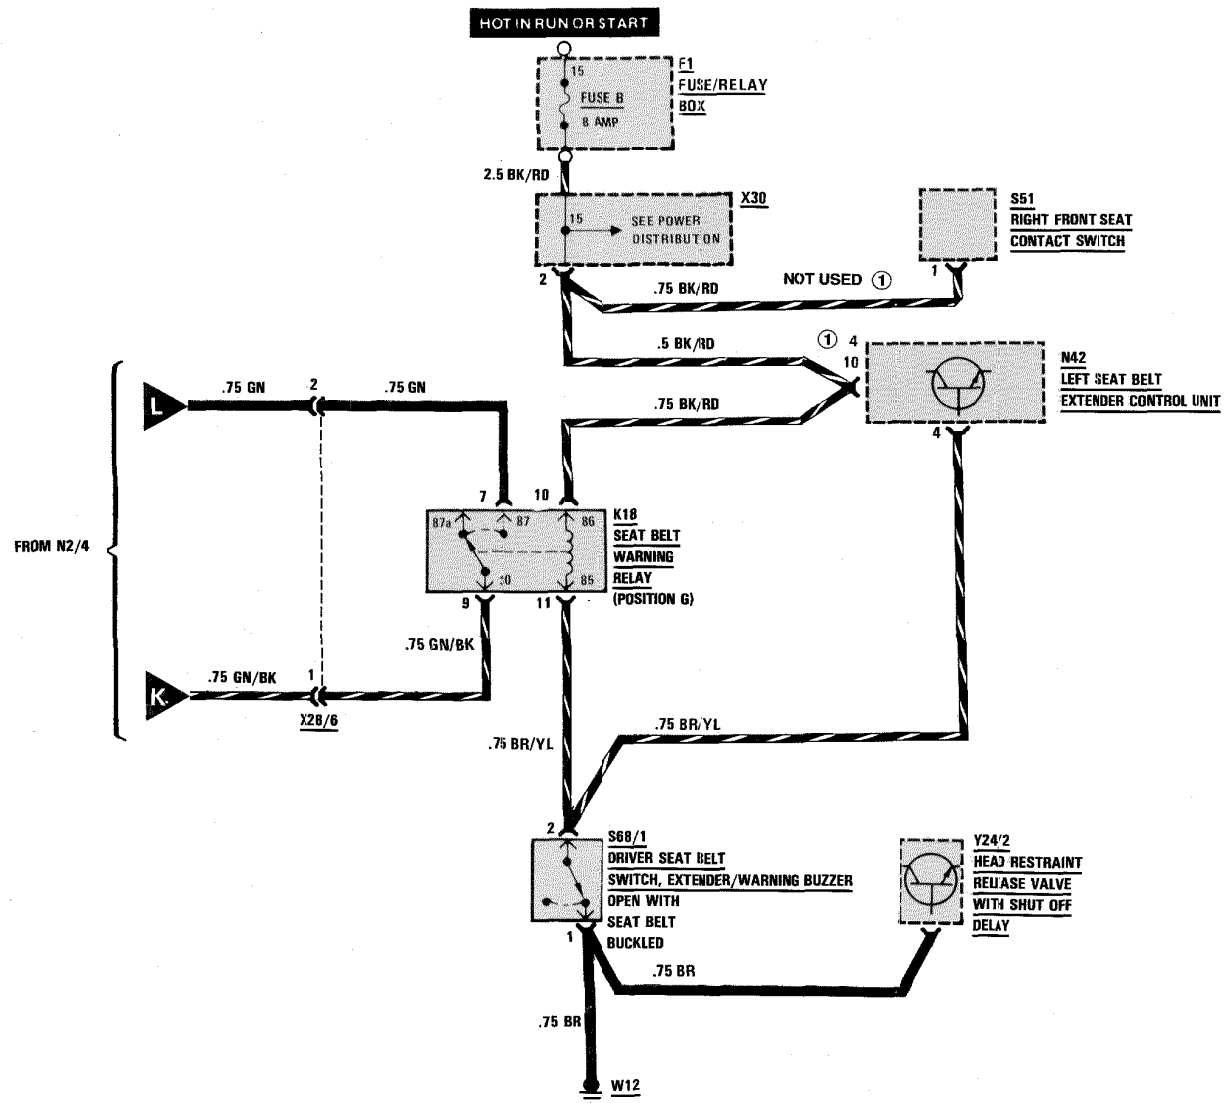 HOT IN RUN OR START
15
FUSE B
8 AMP
F1
FUSE/RELAY
BOX
2.5 BK/RD
X30
15
SEE POWER
DISTRIBUTION
2
S51
RIGHT FRONT SEAT
CONTACT SWITCH
1
NOT USED 1
.75 BK/RD
.5 BK/RD
1 4
10
N42
LEFT SEAT BELT
EXTENDER CONTROL UNIT
4
L
.75 GN
2
.75 GN
.75 BK/RD
7
10
87a
87
86
K18
SEAT BELT
WARNING
RELAY
(POSITION G)
85
9
11
FROM N2/4
.75 GN/BK
K
.75 GN/BK
1
X28/6
.75 BR/YL
.75 BR/YL
2
S68/1
DRIVER SEAT BELT
SWITCH, EXTENDER/WARNING BUZZER
OPEN WITH
SEAT BELT
BUCKLED
1
Y24/2
HEAD RESTRAINT
RELEASE VALVE
WITH SHUT OFF
DELAY
.75 BR
.75 BR
W12